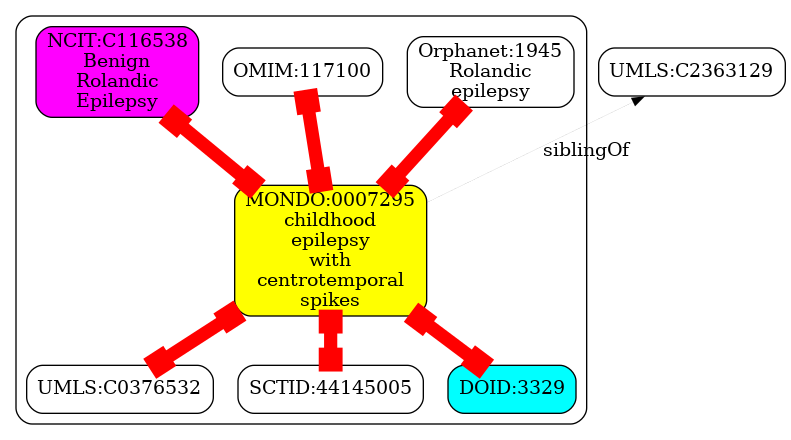 NCIT:C116538
Benign
Rolandic
Epilepsy
OMIM:117100
Orphanet:1945
Rolandic
epilepsy
UMLS:C2363129
siblingOf
MONDO:0007295
childhood
epilepsy
with
centrotemporal
spikes
UMLS:C0376532
SCTID:44145005
DOID:3329